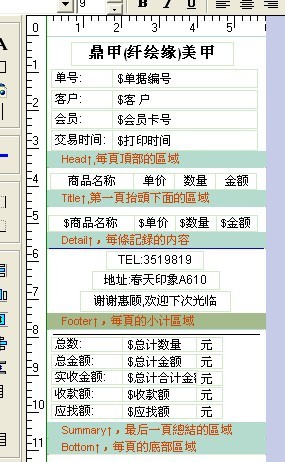 9 B I U
0 1 2 3 4 5
鼎甲(纤绘缘)美甲
单号: $单据编号
客户: $客 户
会员: $会员卡号
交易时间: $打印时间
Head↑,每頁頂部的區域
商品名称 单价 数量 金额
Title↑,第一頁抬頭下面的區域
$商品名称 $单价 $数量 $金额
Detail↑，每條記錄的内容
TEL:3519819
地址:春天印象A610
谢谢惠顾,欢迎下次光临
Footer↑，每頁的小计區域
总数: $总计数量 元
总金额: $总计金额 元
实收金额: $总计合计金 元
收款额: $收款额 元
应找额: $应找额 元
Summary↑，最后一頁總結的區域
Bottom↑，每頁的底部區域
0
1
2
3
4
5
6
7
8
9
10
11
A